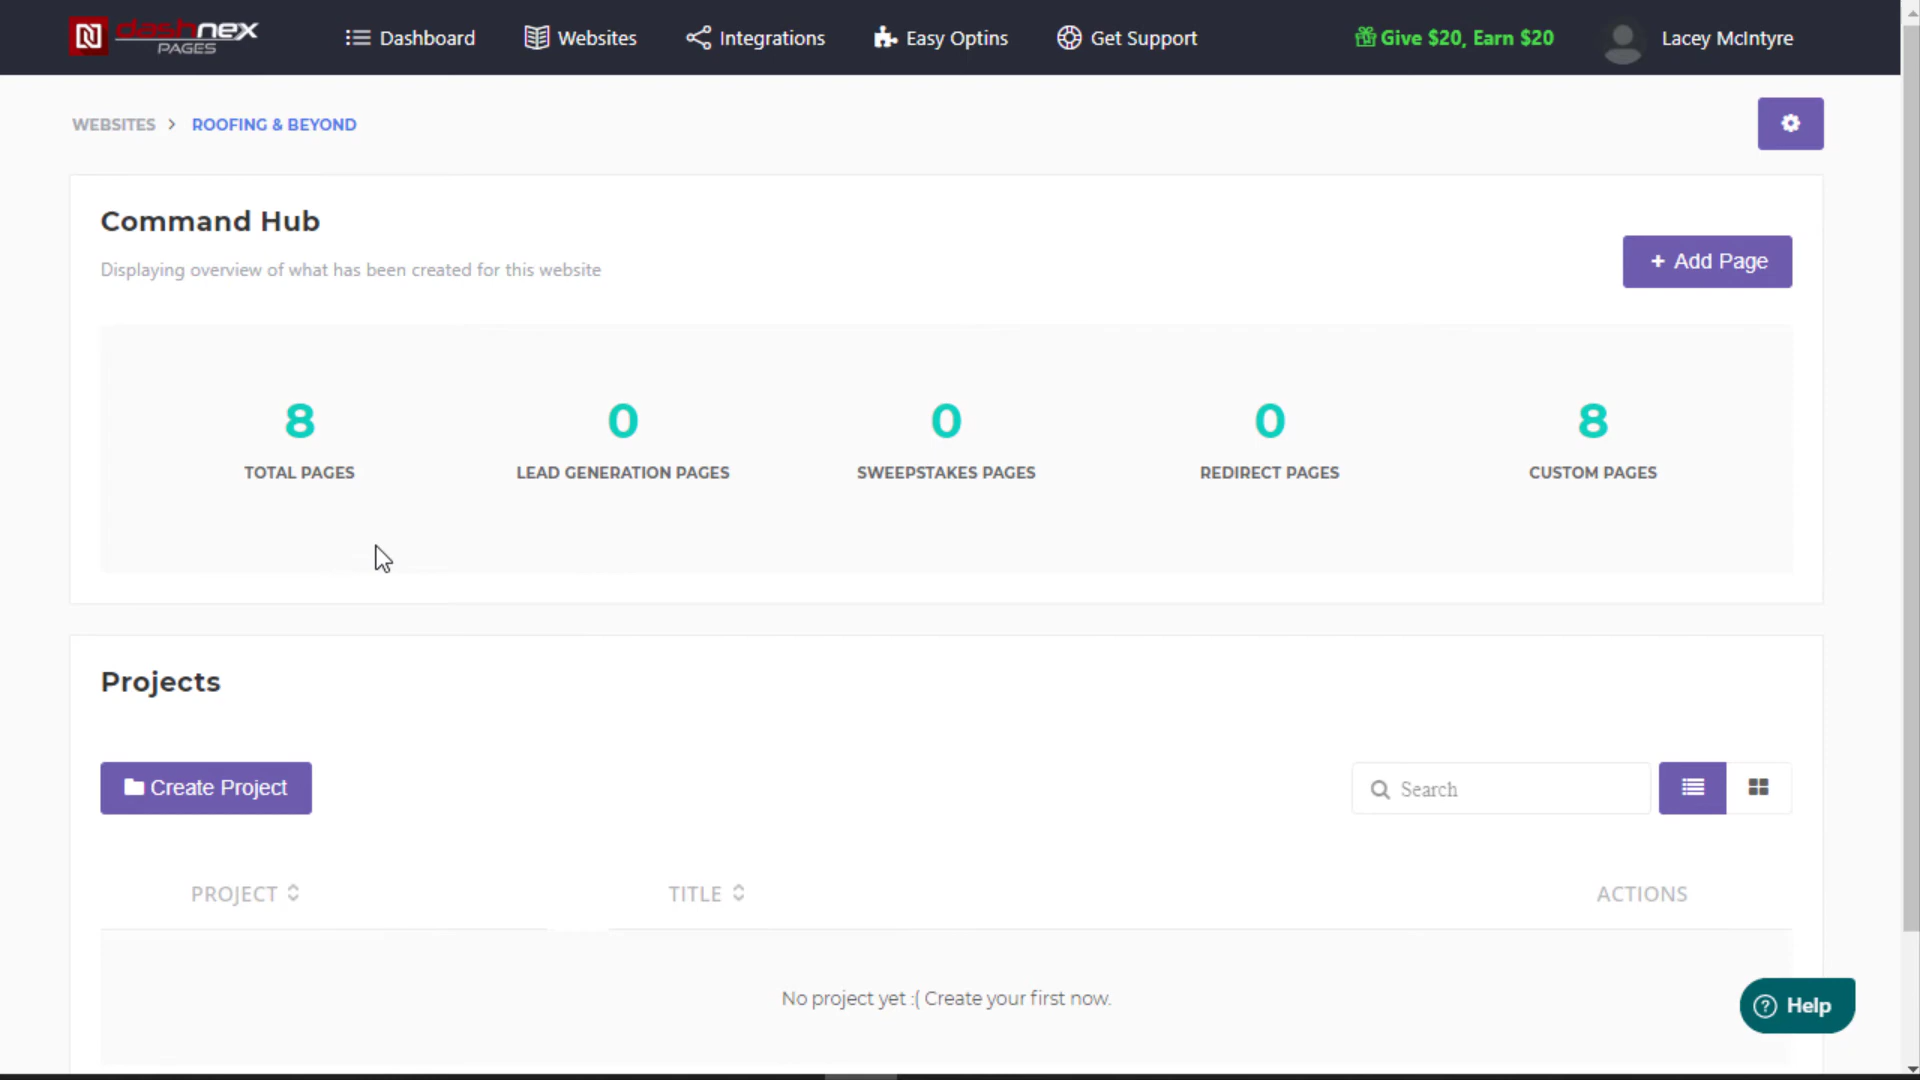 dashnex
PAGES
Dashboard
Websites
Integrations
Easy Optins
Get Support
Give $20, Earn $20
Lacey McIntyre
WEBSITES > ROOFING & BEYOND
Command Hub
Displaying overview of what has been created for this website
+ Add Page
8
TOTAL PAGES
0
LEAD GENERATION PAGES
0
SWEEPSTAKES PAGES
0
REDIRECT PAGES
8
CUSTOM PAGES
Projects
Create Project
Search
PROJECT
TITLE
ACTIONS
No project yet :( Create your first now.
? Help